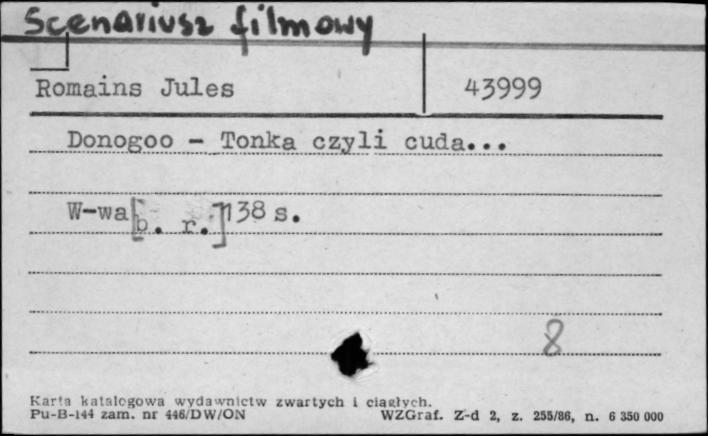 Scenariusz filmowy
Romains Jules 43999
Donogoo - Tonka czyli cuda...
W-wa [b. r.] 138 s.
8
Karta katalogowa wydawnictw zwartych i ciągłych.
Pu-B-144 zam. nr 446/DW/ON WZGraf. Z-d 2, z. 255/86, n. 6 350 000